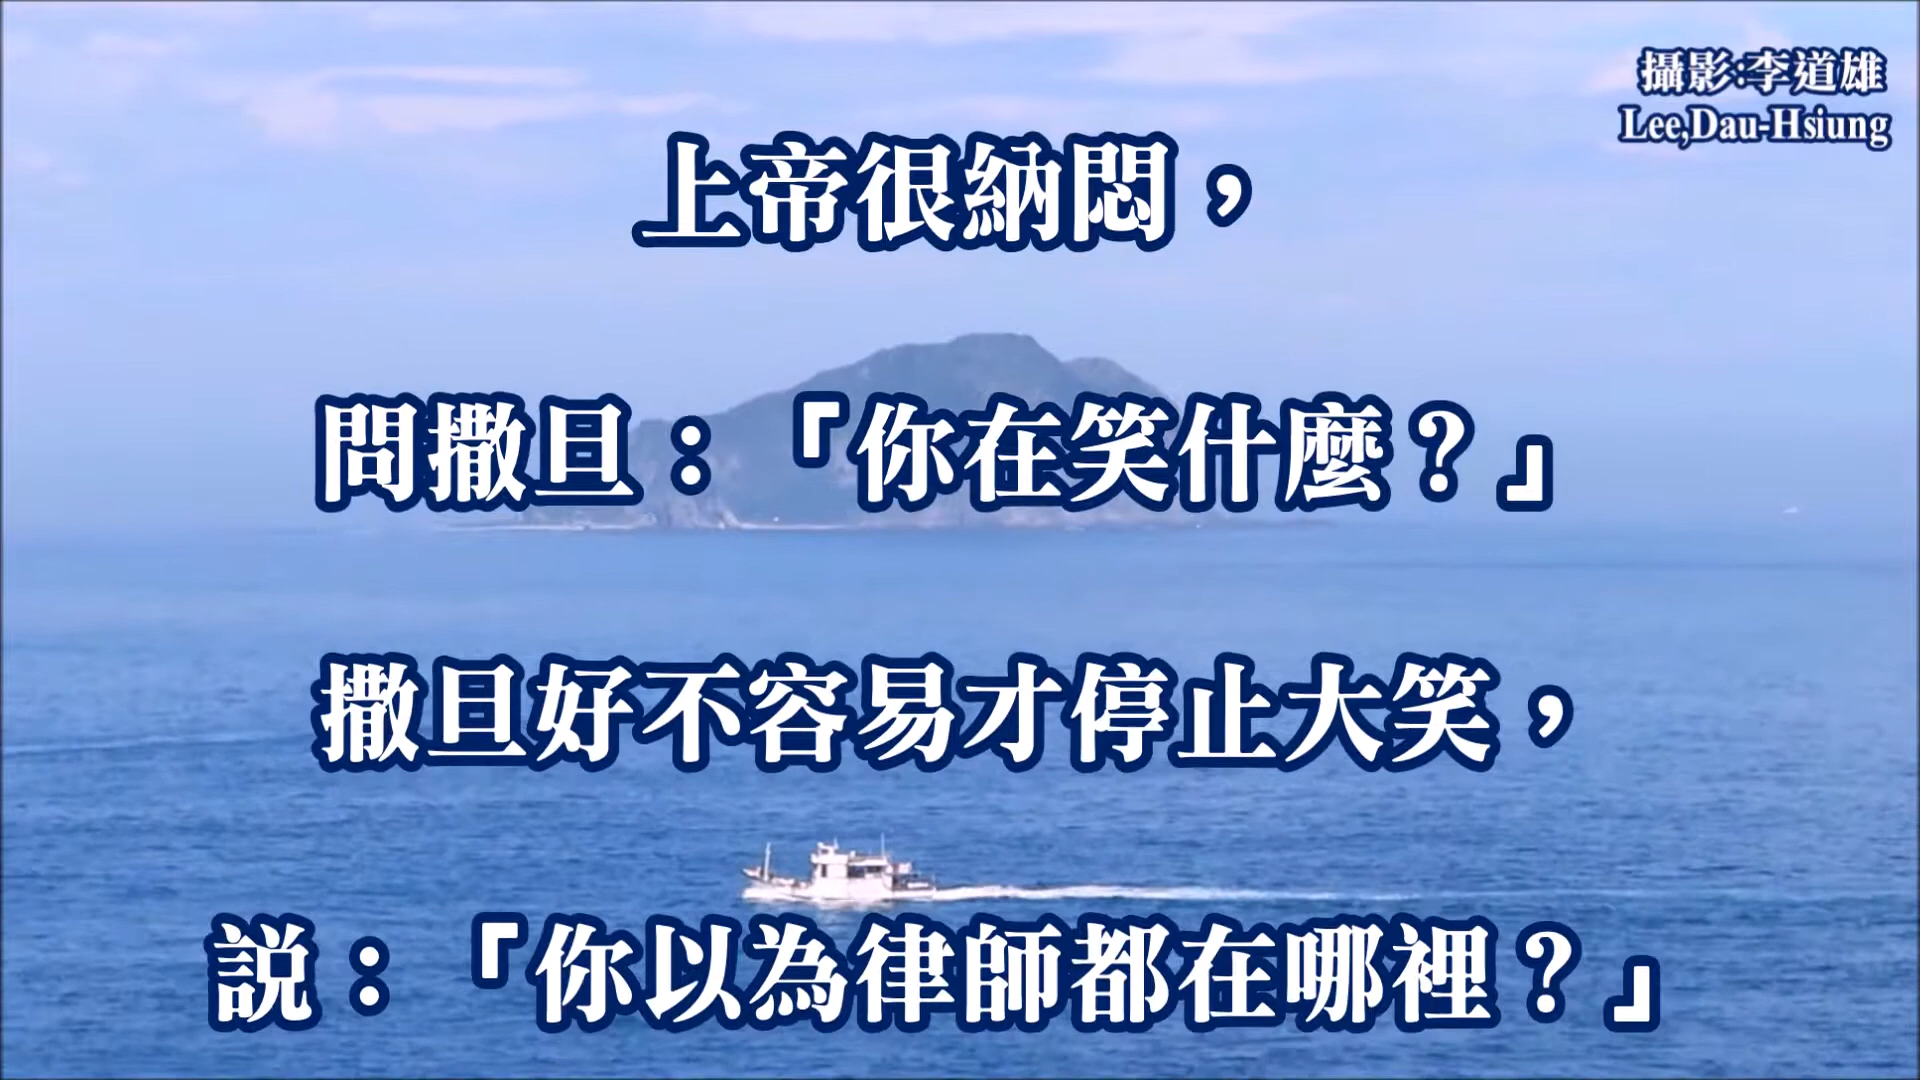 攝影:李道雄
Lee,Dau-Hsiung
上帝很納悶，
問撒旦：「你在笑什麼？」
撒旦好不容易才停止大笑，
説：「你以為律師都在哪裡？」